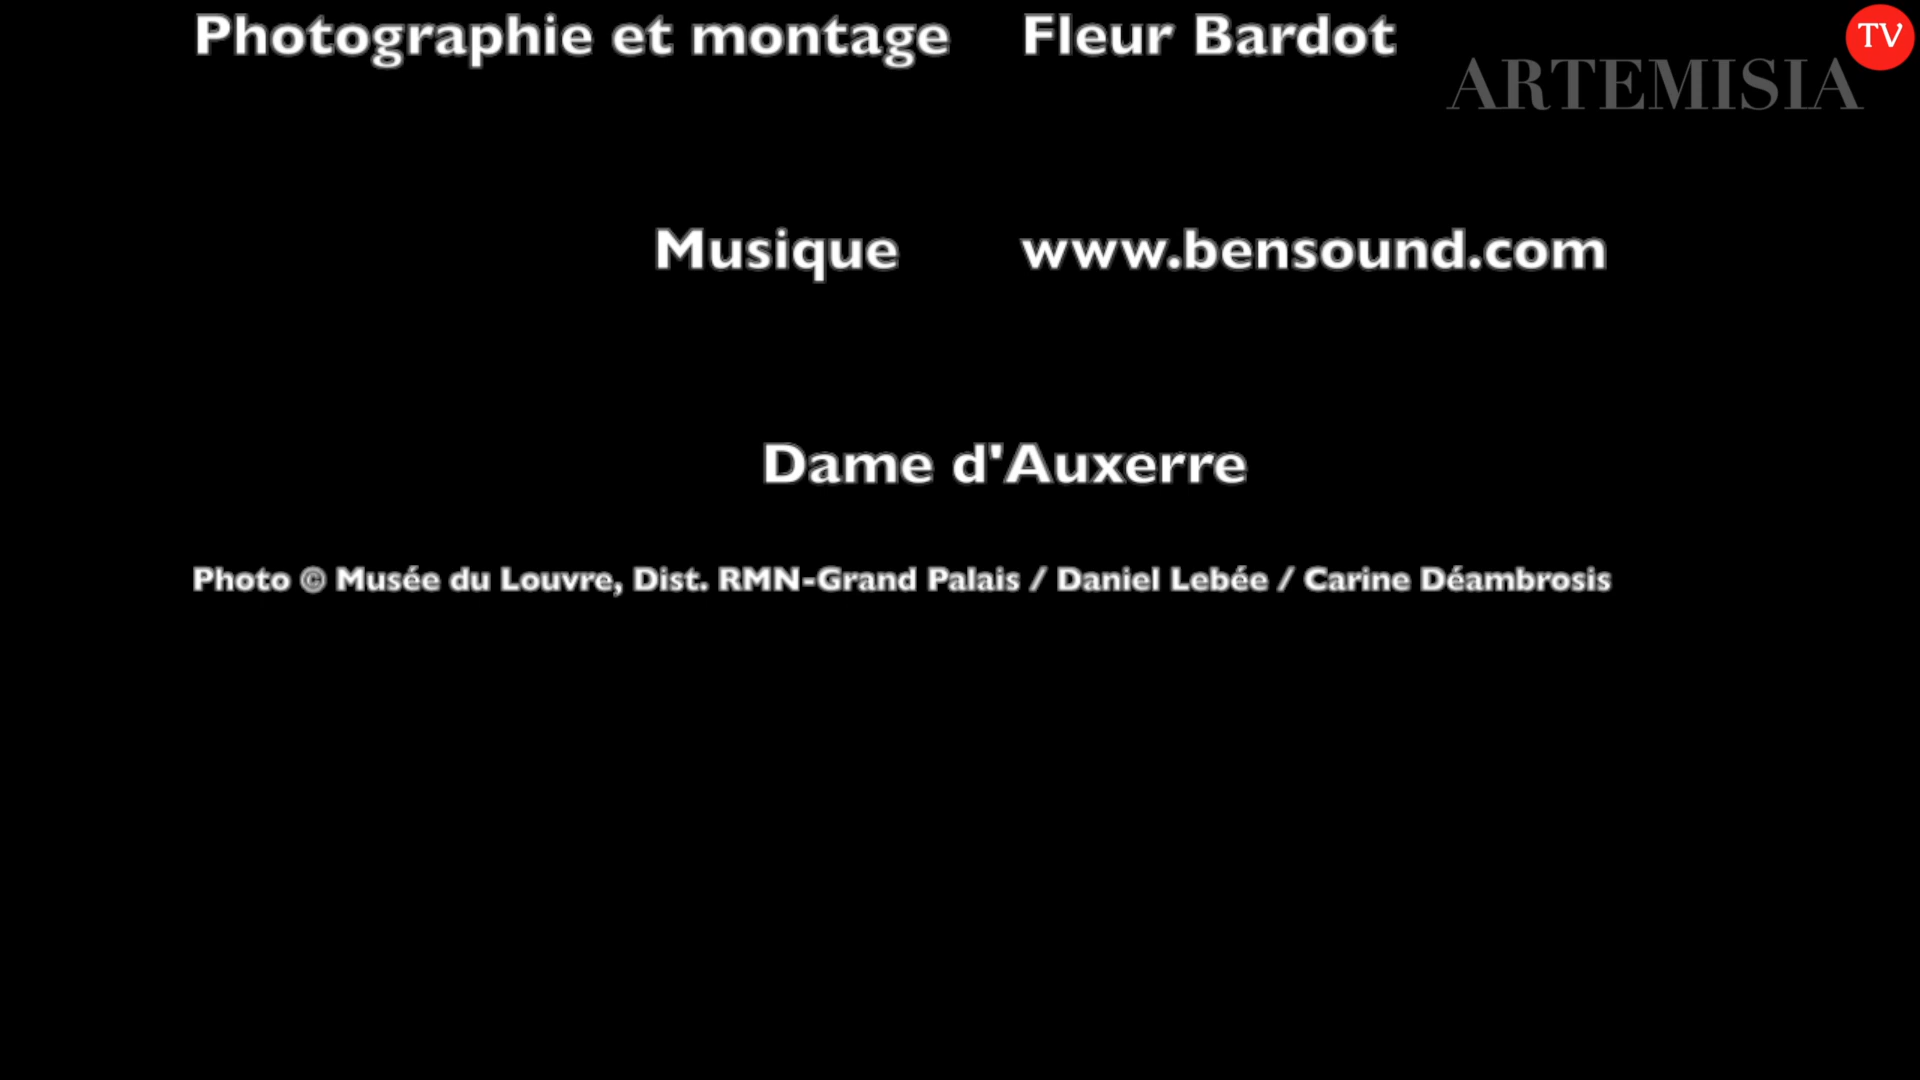 Photographie et montage Fleur Bardot
TV
ARTEMISIA
Musique www.bensound.com
Dame d'Auxerre
Photo © Musée du Louvre, Dist. RMN-Grand Palais / Daniel Lebée / Carine Déambrosis